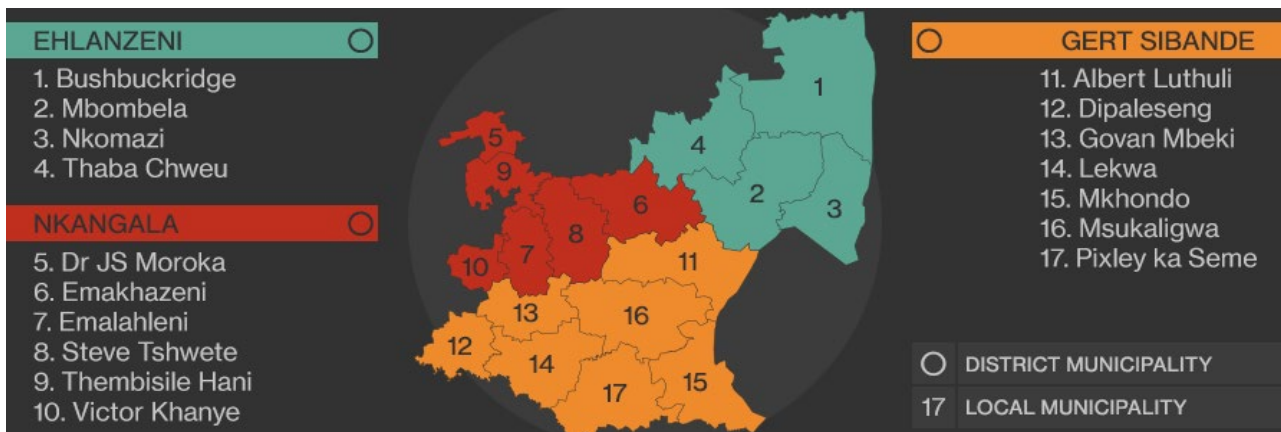 EHLANZENI
1. Bushbuckridge
2. Mbombela
3. Nkomazi
4. Thaba Chweu
NKANGALA
5. Dr JS Moroka
6. Emakhazeni
7. Emalahleni
8. Steve Tshwete
9. Thembisile Hani
10. Victor Khanye
1
4
2
3
5
9
6
8
7
10
11
13
16
12
14
17
15
GERT SIBANDE
11. Albert Luthuli
12. Dipaleseng
13. Govan Mbeki
14. Lekwa
15. Mkhondo
16. Msukaligwa
17. Pixley ka Seme
DISTRICT MUNICIPALITY
17 LOCAL MUNICIPALITY